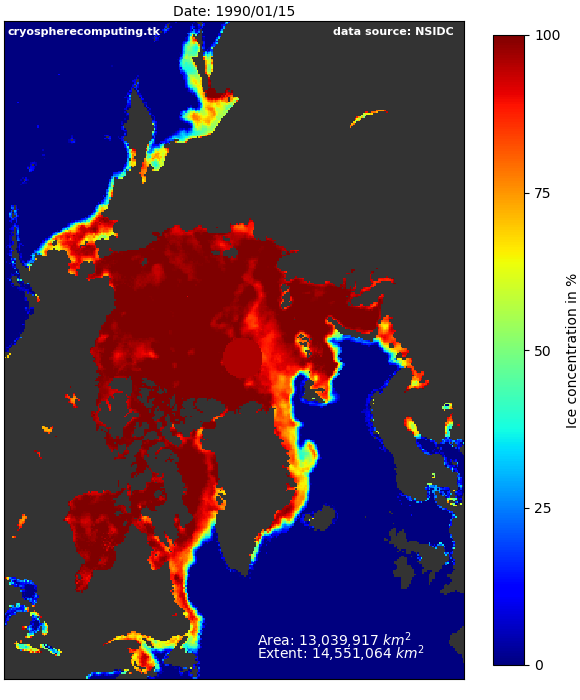 Date: 1990/01/15
cryospherecomputing.tk
data source: NSIDC
100
75
50
25
0
Ice concentration in %
Area: 13,039,917 km²
Extent: 14,551,064 km²